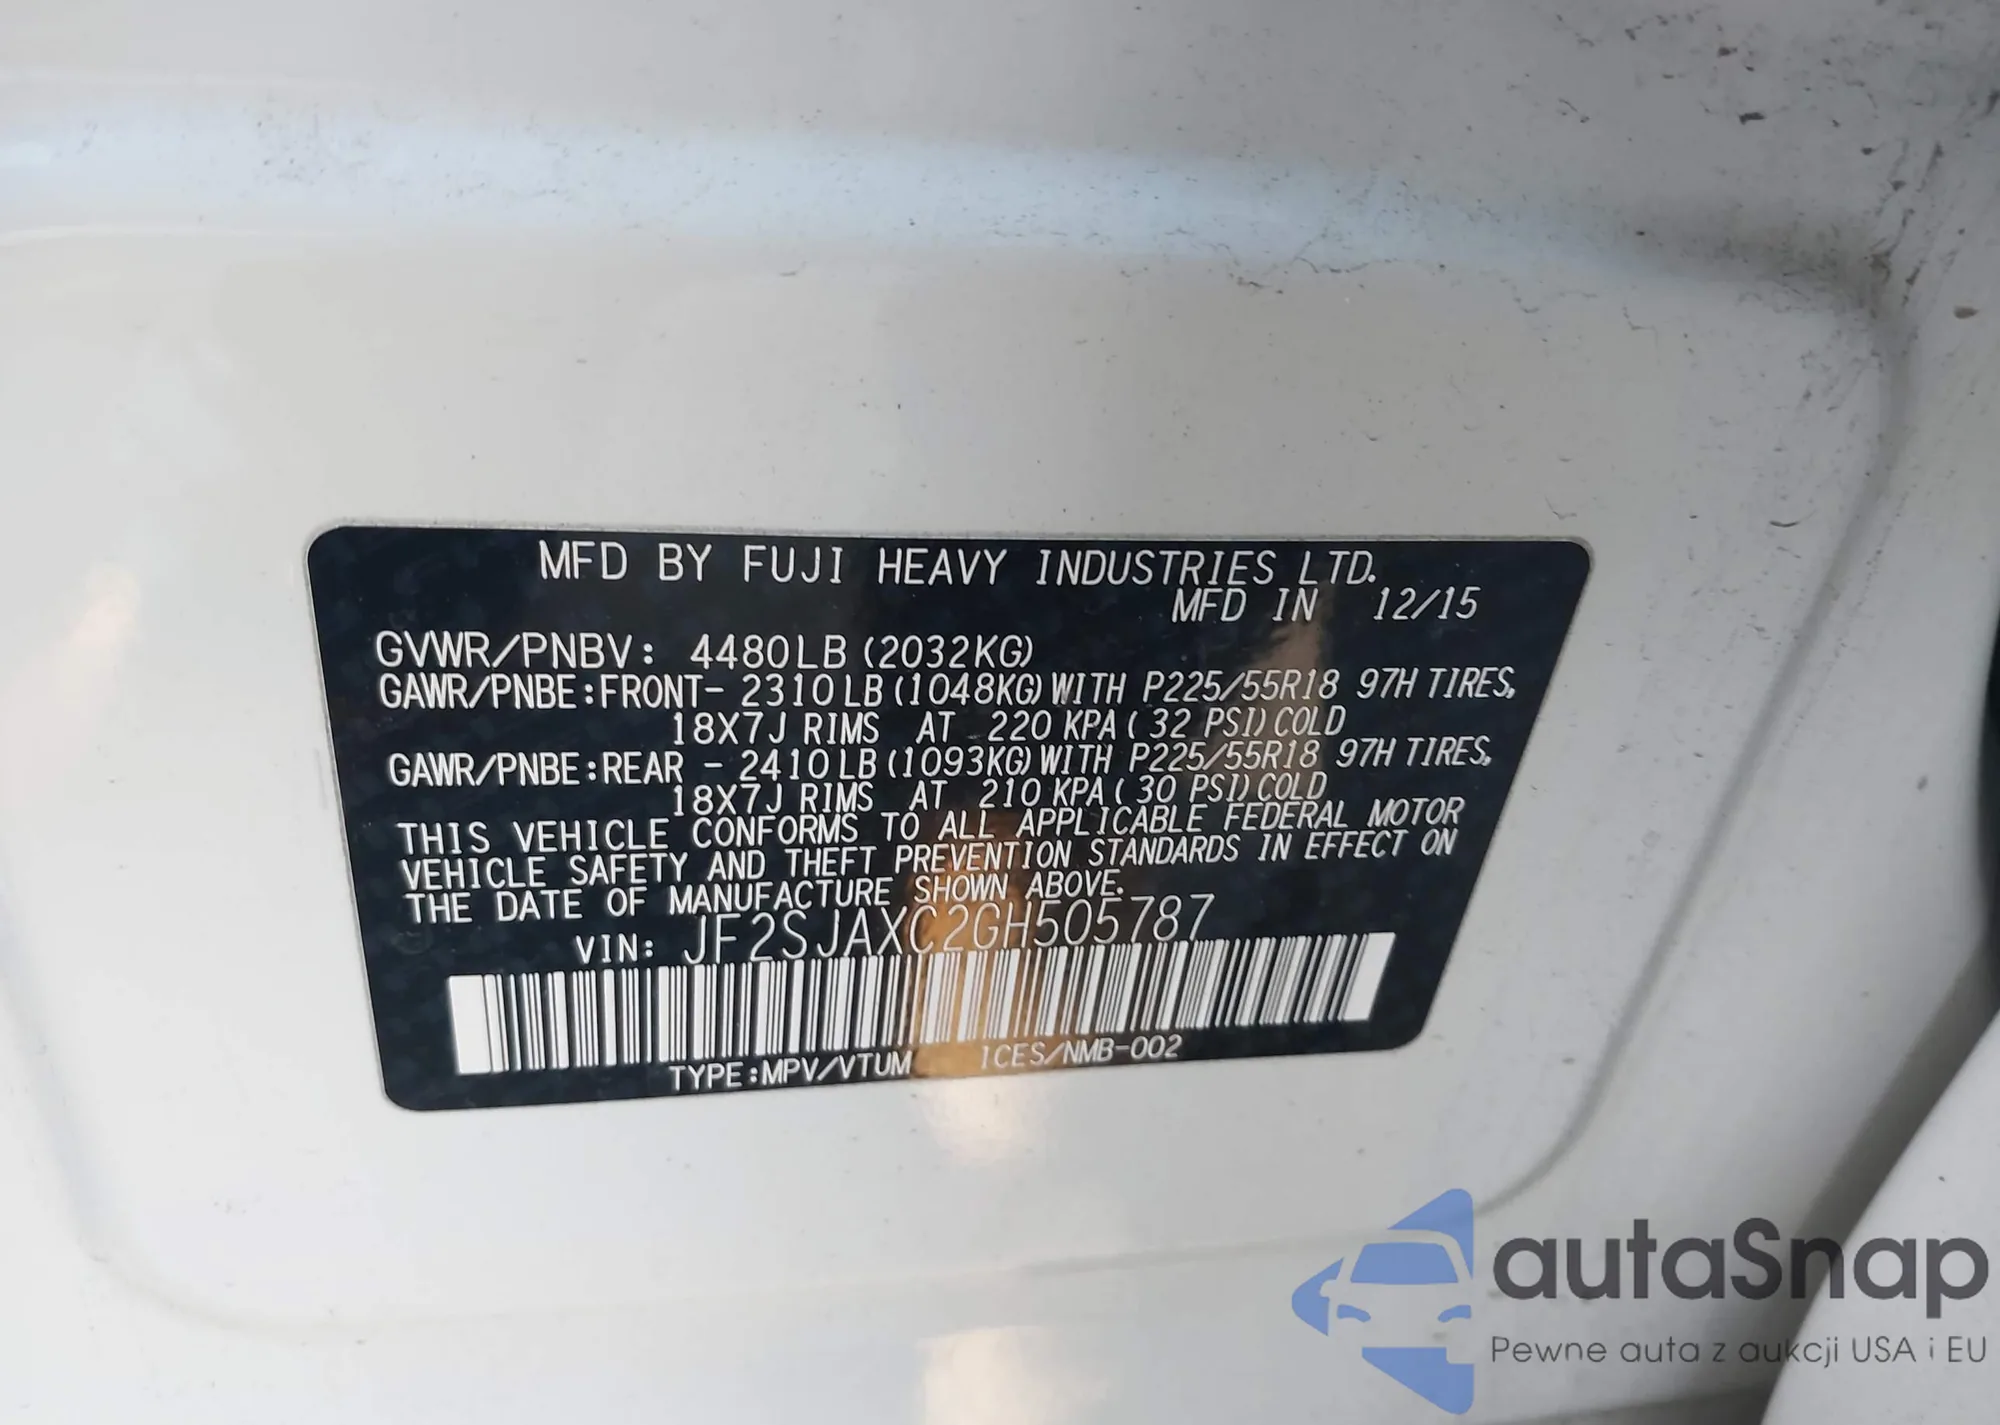 MFD BY FUJI HEAVY INDUSTRIES LTD.
MFD IN 12/15
GVWR/PNBV: 4480LB (2032KG)
GAWR/PNBE:FRONT- 2310LB (1048KG) WITH P225/55R18 97H TIRES,
18X7J RIMS AT 220 KPA ( 32 PSI) COLD
GAWR/PNBE:REAR - 2410LB (1093KG) WITH P225/55R18 97H TIRES,
18X7J RIMS AT 210 KPA ( 30 PSI) COLD
THIS VEHICLE CONFORMS TO ALL APPLICABLE FEDERAL MOTOR
VEHICLE SAFETY AND THEFT PREVENTION STANDARDS IN EFFECT ON
THE DATE OF MANUFACTURE SHOWN ABOVE.
VIN: JF2SJAXC2GH505787
TYPE:MPV/VTUM ICES/NMB-002
autaSnap
Pewne auta z aukcji USA i EU